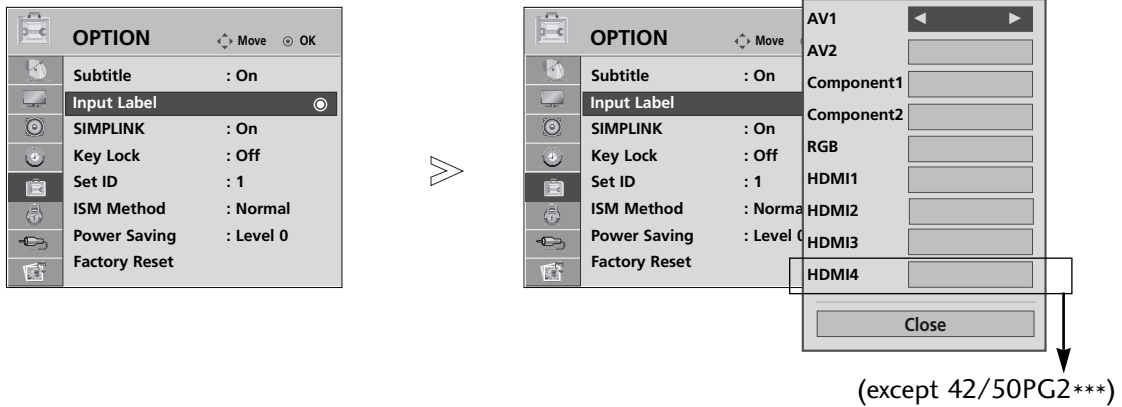 OPTION Move OK
Subtitle : On
Input Label
SIMPLINK : On
Key Lock : Off
Set ID : 1
ISM Method : Normal
Power Saving : Level 0
Factory Reset
>
OPTION Move
Subtitle : On
Input Label
SIMPLINK : On
Key Lock : Off
Set ID : 1
ISM Method : Norma
Power Saving : Level 0
Factory Reset
AV1 ◀ ▶
AV2
Component1
Component2
RGB
HDMI1
HDMI2
HDMI3
HDMI4
Close
(except 42/50PG2***)